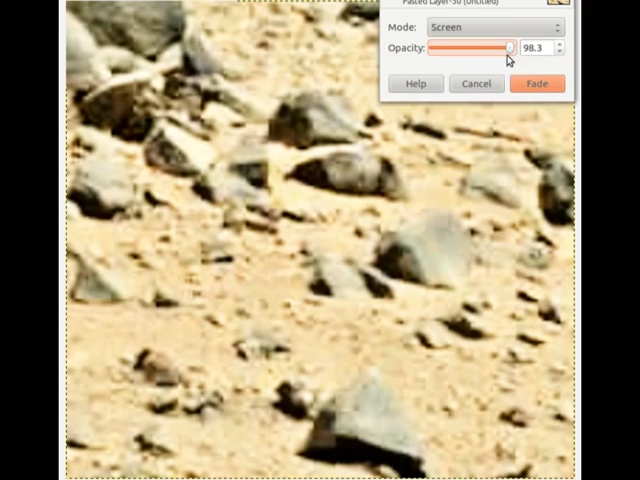 Pasted Layer-30 (Untitled)
Mode: Screen
Opacity: 98.3
Help Cancel Fade